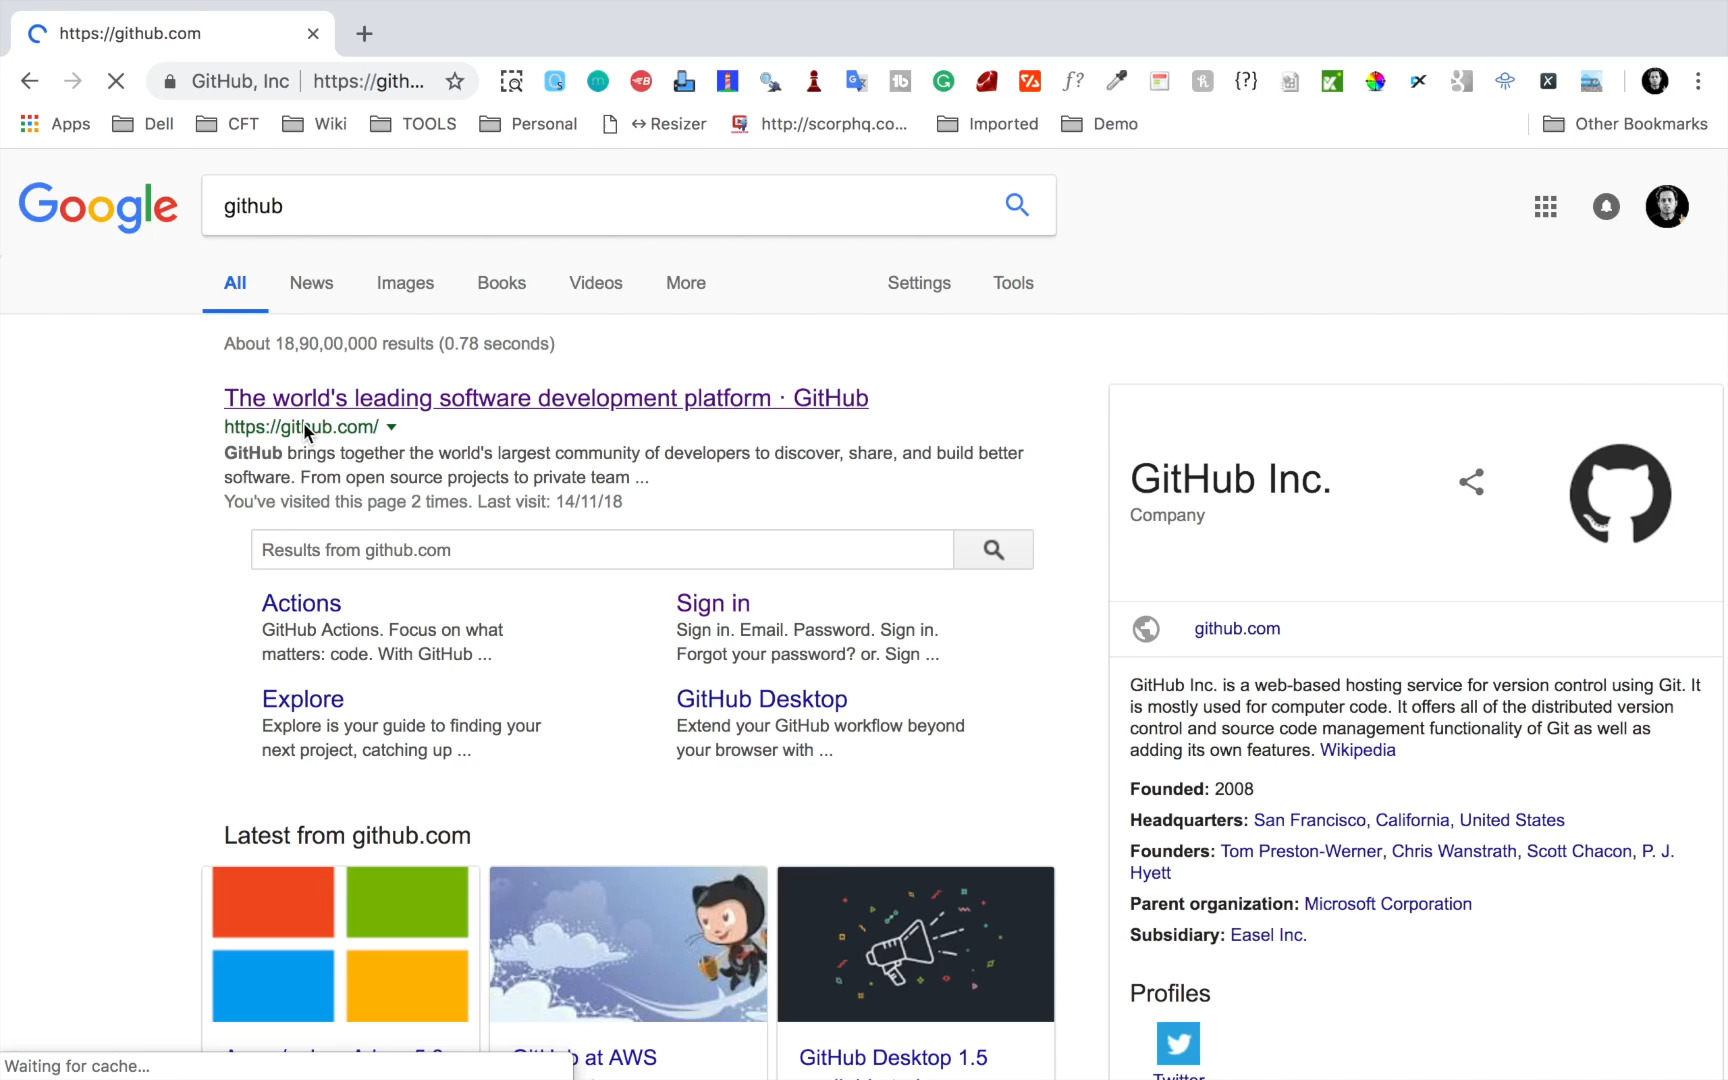 https://github.com
GitHub, Inc
https://gith...
Apps
Dell
CFT
Wiki
TOOLS
Personal
↔Resizer
http://scorphq.co...
Imported
Demo
Other Bookmarks
Google
github
All
News
Images
Books
Videos
More
Settings
Tools
About 18,90,00,000 results (0.78 seconds)
The world's leading software development platform · GitHub
https://github.com/
GitHub brings together the world's largest community of developers to discover, share, and build better
software. From open source projects to private team ...
You've visited this page 2 times. Last visit: 14/11/18
Results from github.com
Actions
GitHub Actions. Focus on what
matters: code. With GitHub ...
Sign in
Sign in. Email. Password. Sign in.
Forgot your password? or. Sign ...
Explore
Explore is your guide to finding your
next project, catching up ...
GitHub Desktop
Extend your GitHub workflow beyond
your browser with ...
Latest from github.com
at AWS
GitHub Desktop 1.5
Waiting for cache...
GitHub Inc.
Company
github.com
GitHub Inc. is a web-based hosting service for version control using Git. It
is mostly used for computer code. It offers all of the distributed version
control and source code management functionality of Git as well as
adding its own features. Wikipedia
Founded: 2008
Headquarters: San Francisco, California, United States
Founders: Tom Preston-Werner, Chris Wanstrath, Scott Chacon, P. J.
Hyett
Parent organization: Microsoft Corporation
Subsidiary: Easel Inc.
Profiles
Twitter